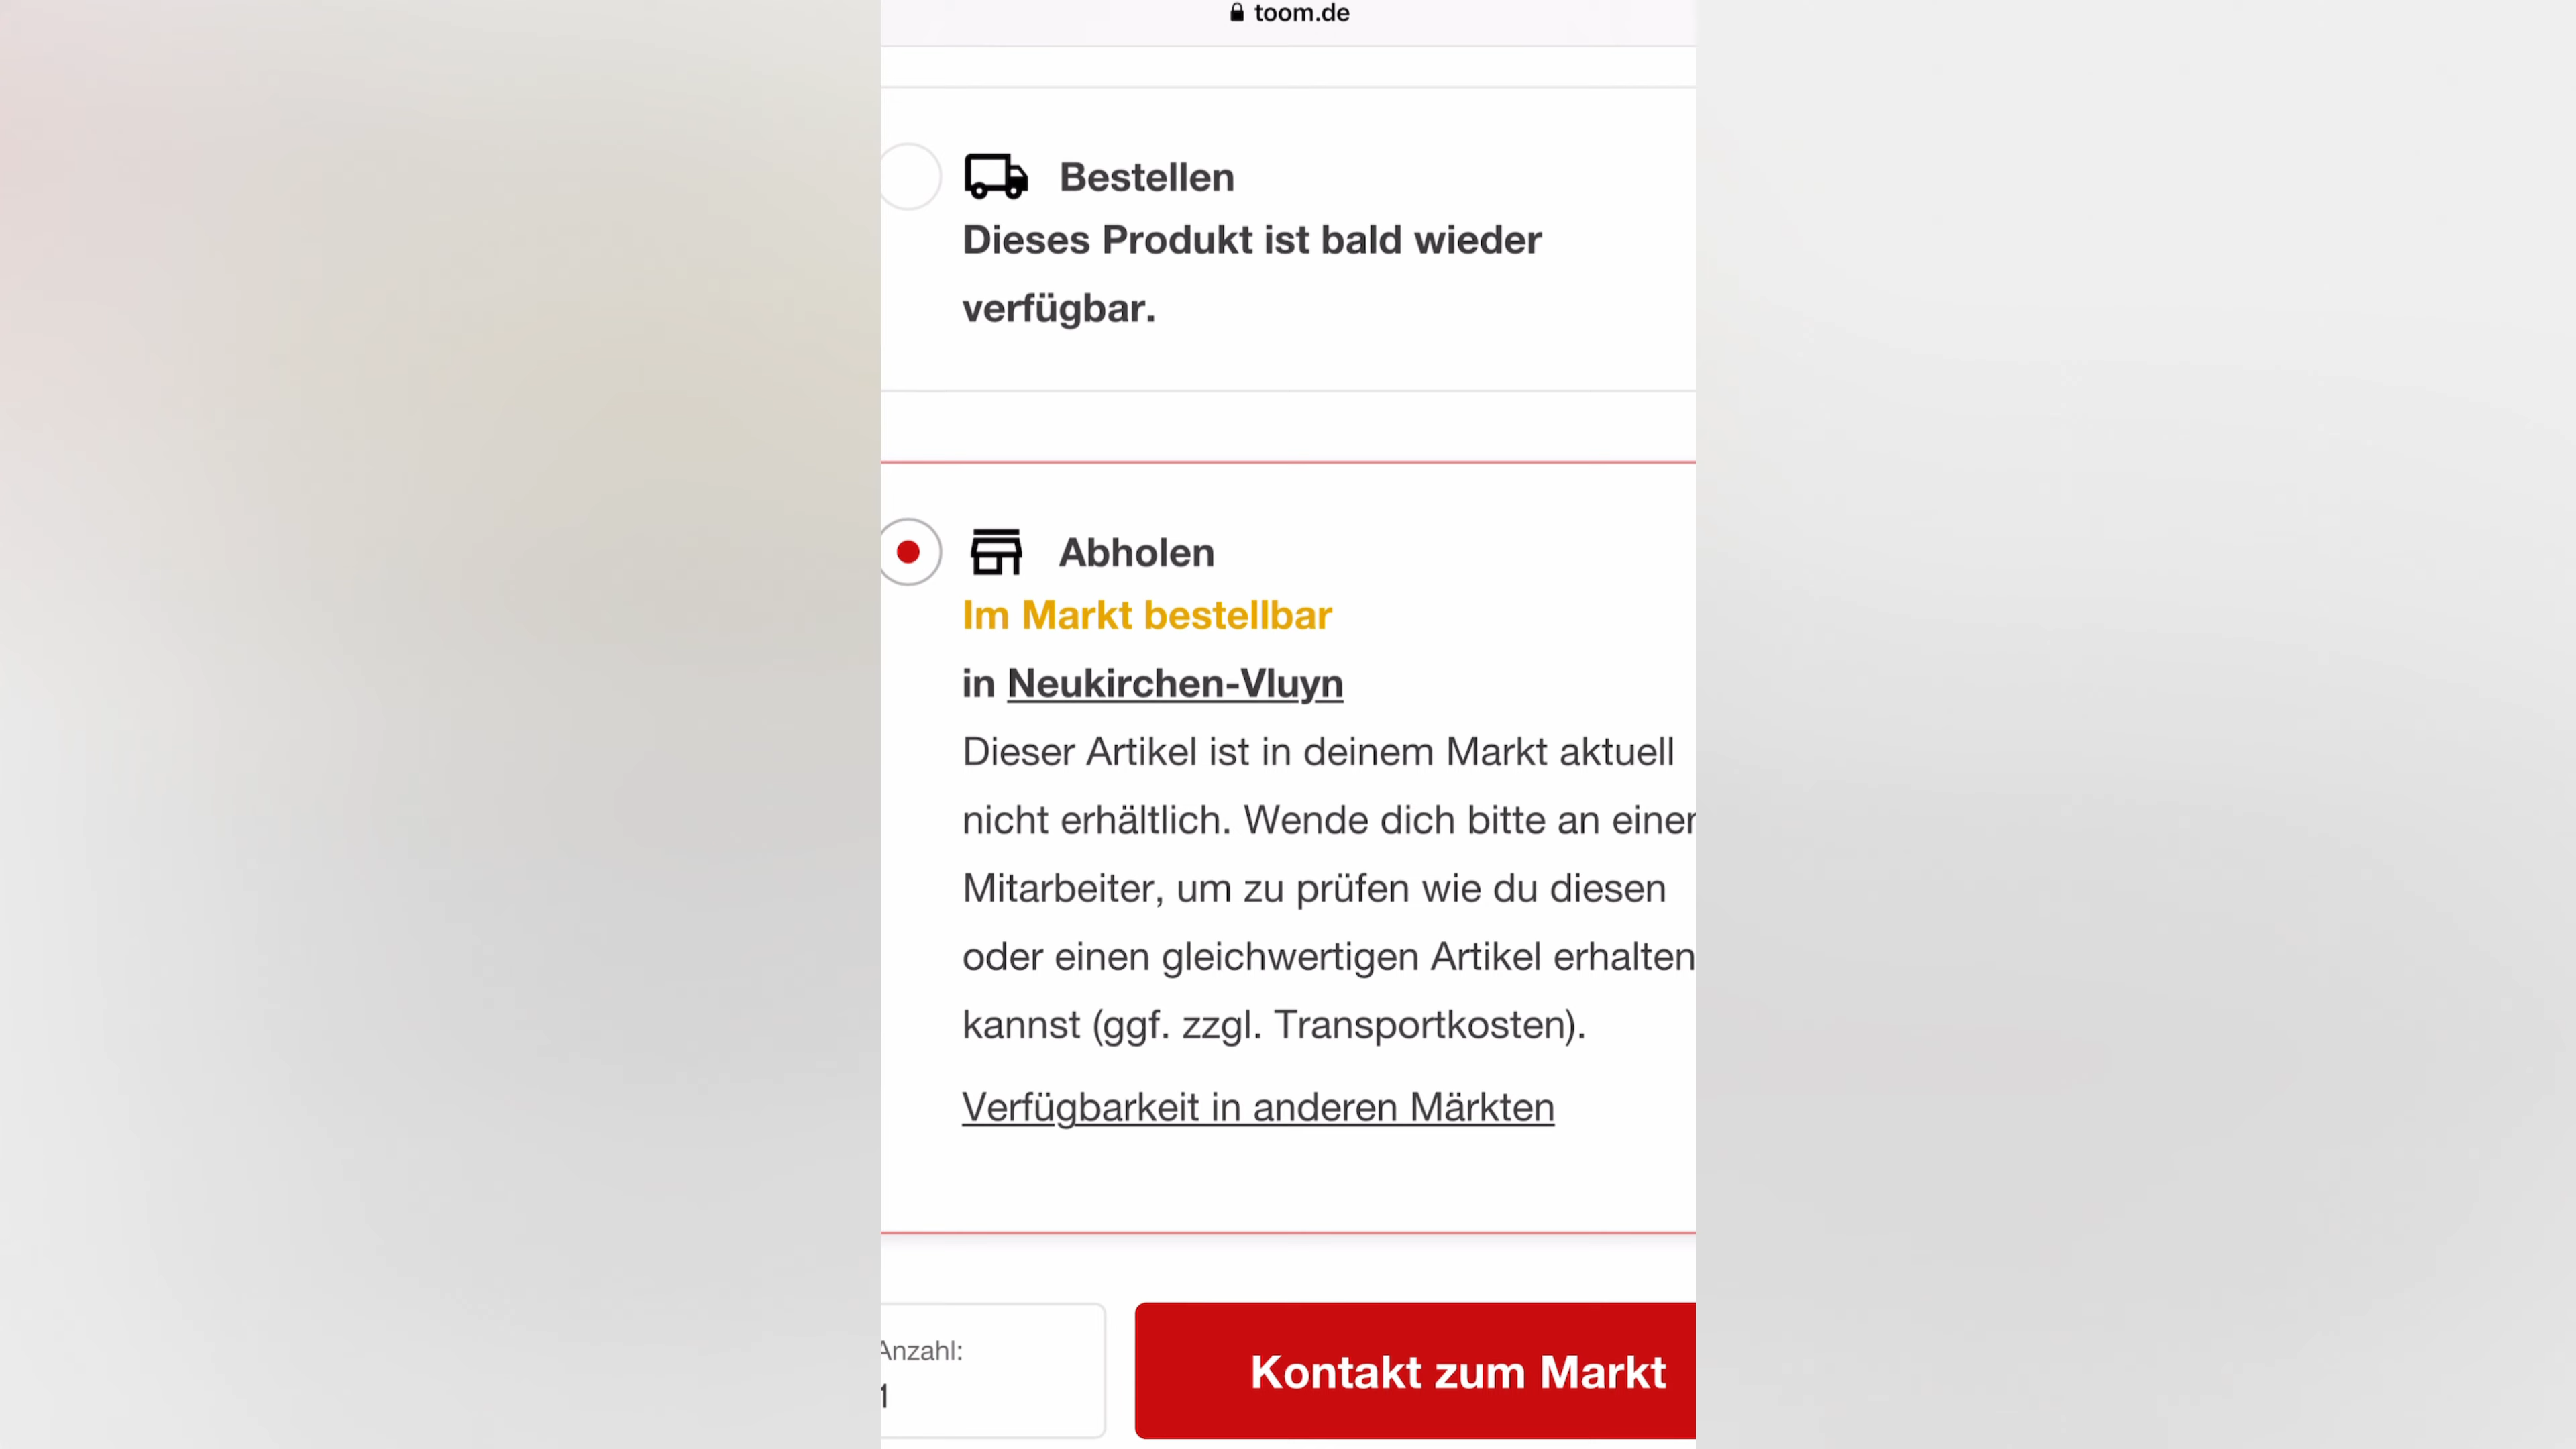 toom.de
Bestellen
Dieses Produkt ist bald wieder
verfügbar.
Abholen
Im Markt bestellbar
in Neukirchen-Vluyn
Dieser Artikel ist in deinem Markt aktuell
nicht erhältlich. Wende dich bitte an einen
Mitarbeiter, um zu prüfen wie du diesen
oder einen gleichwertigen Artikel erhalten
kannst (ggf. zzgl. Transportkosten).
Verfügbarkeit in anderen Märkten
Anzahl:
1
Kontakt zum Markt